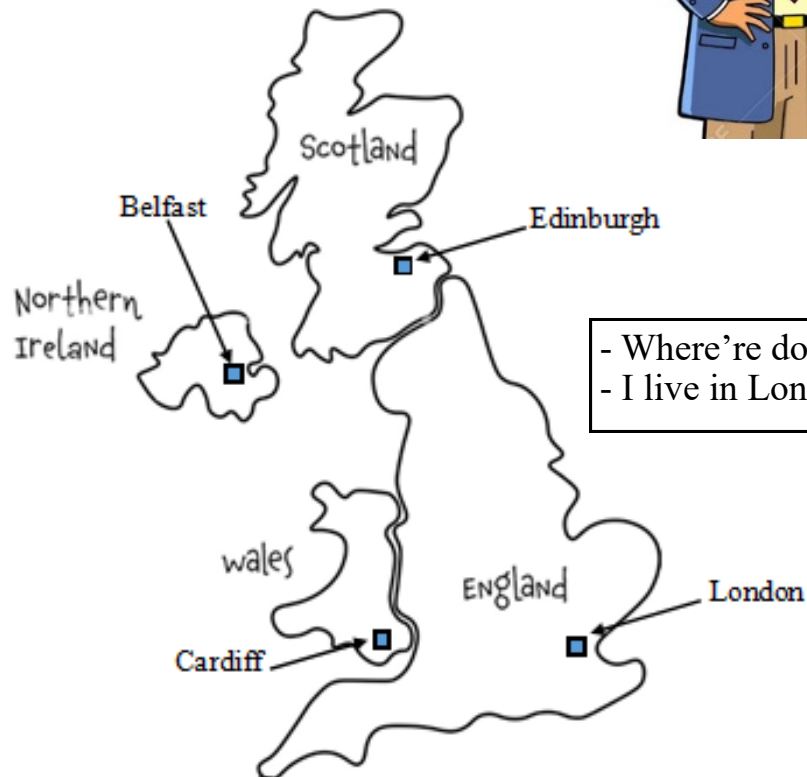 Scotland
Belfast
Edinburgh
Northern
Ireland
- Where're do
- I live in Lon
Wales
England
London
Cardiff